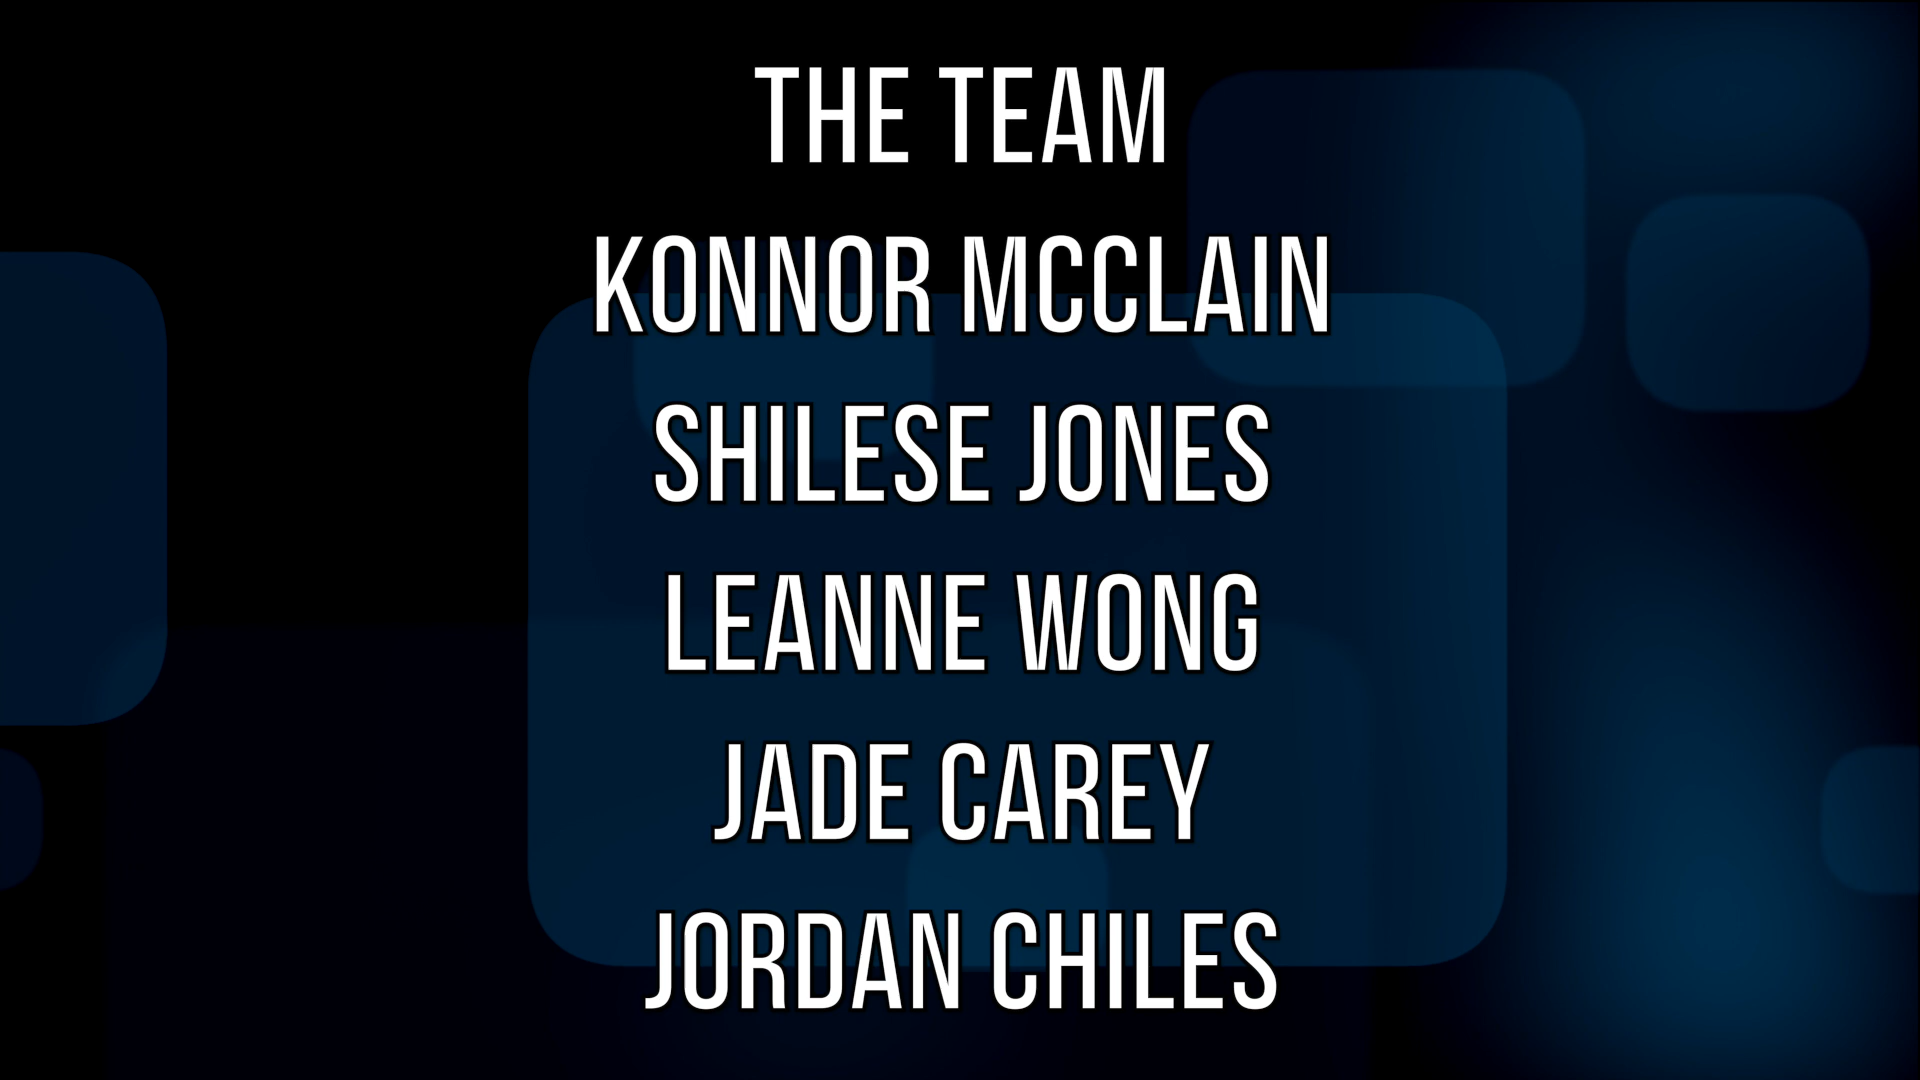 THE TEAM
KONNOR MCCLAIN
SHILESE JONES
LEANNE WONG
JADE CAREY
JORDAN CHILES